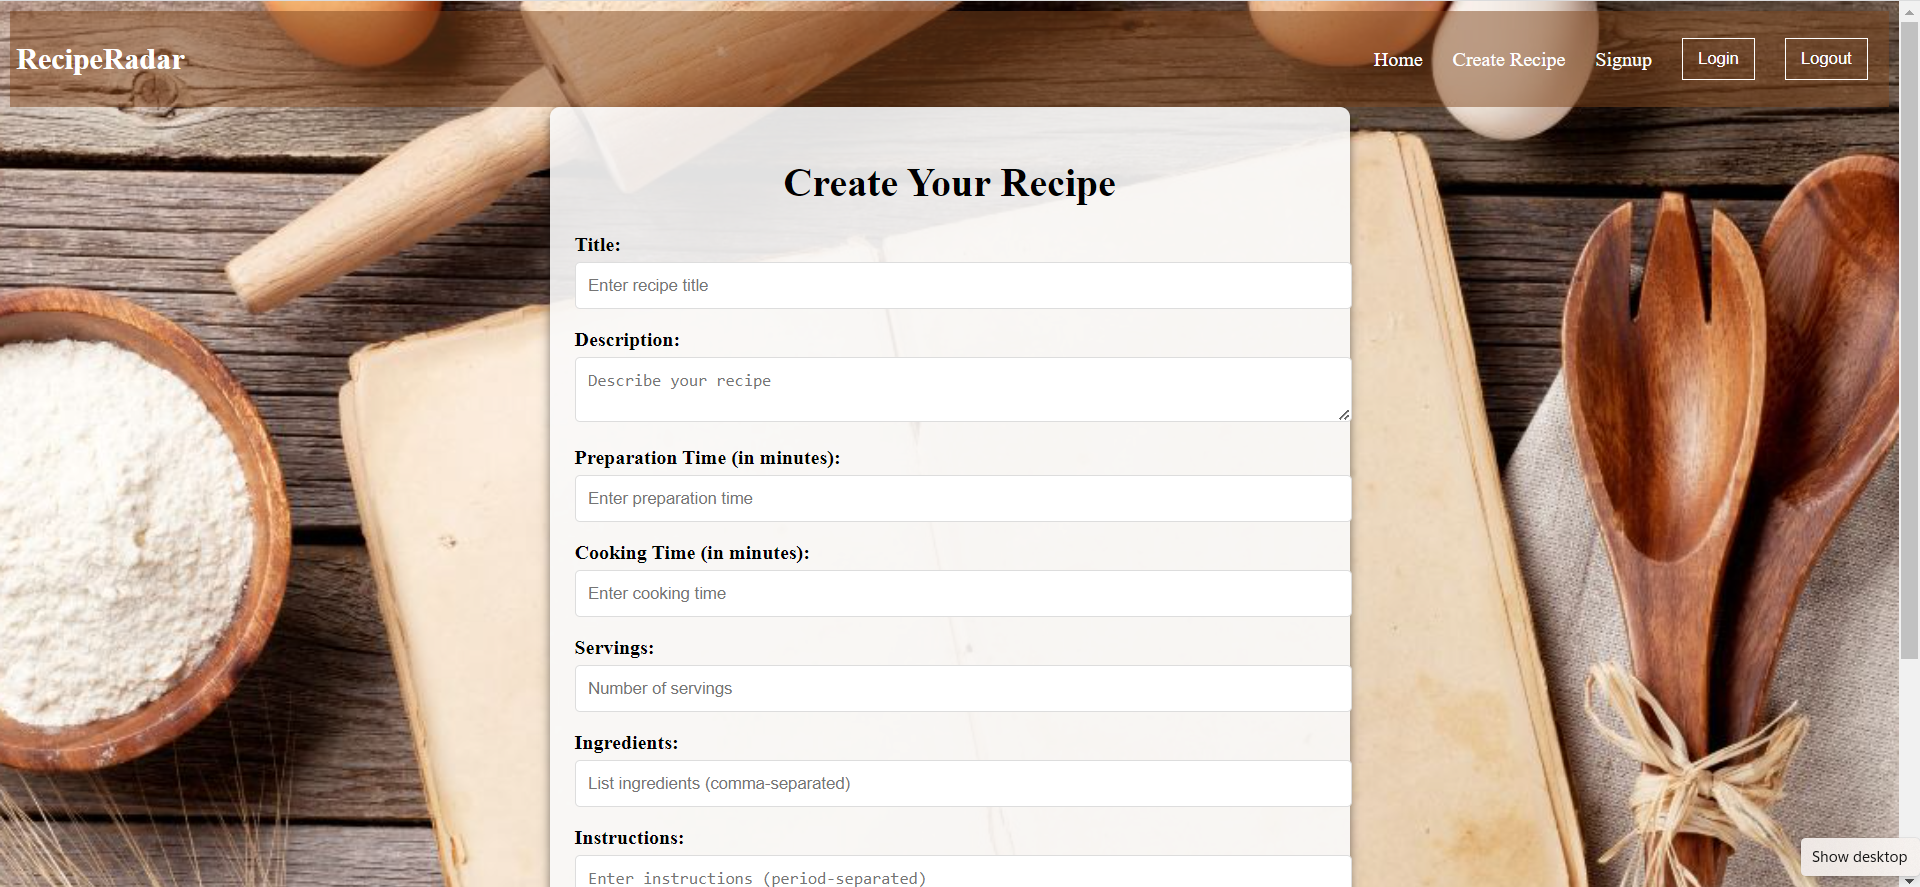 RecipeRadar
Home Create Recipe Signup Login Logout
Create Your Recipe
Title:
Enter recipe title
Description:
Describe your recipe
Preparation Time (in minutes):
Enter preparation time
Cooking Time (in minutes):
Enter cooking time
Servings:
Number of servings
Ingredients:
List ingredients (comma-separated)
Instructions:
Enter instructions (period-separated)
Show desktop